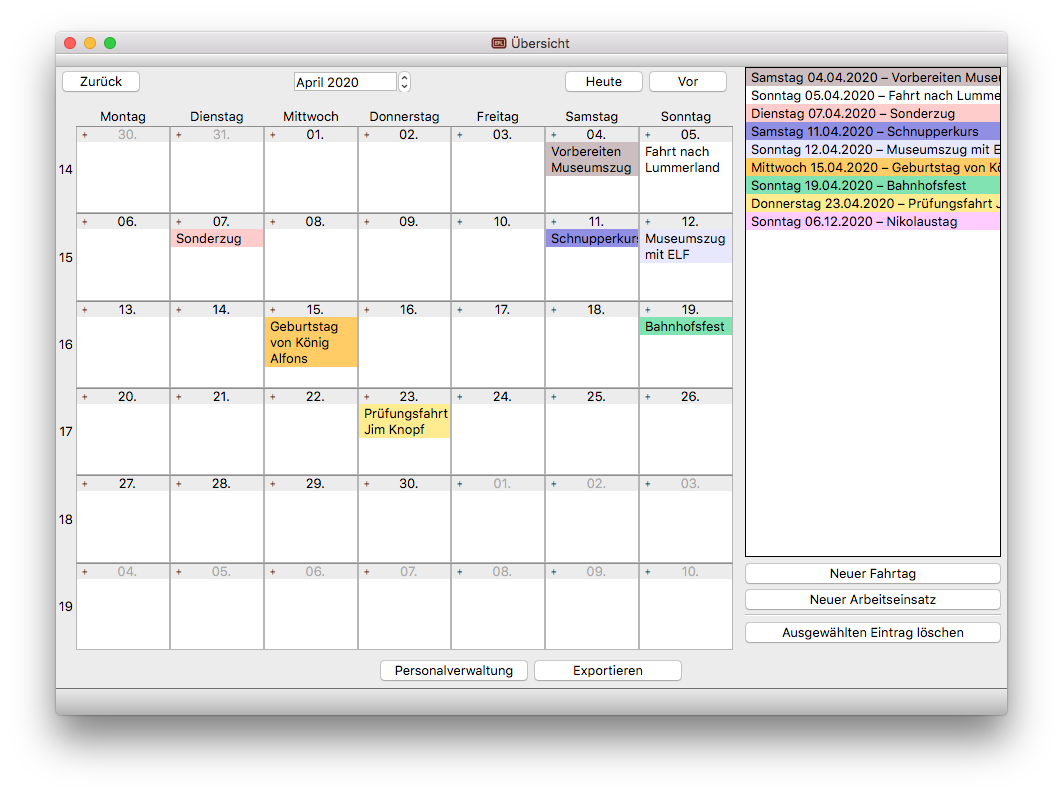 EPL Übersicht
Zurück April 2020 Heute Vor
Montag Dienstag Mittwoch Donnerstag Freitag Samstag Sonntag
14
+ 30. + 31. + 01. + 02. + 03. + 04. + 05.
Vorbereiten Fahrt nach
Museumszug Lummerland
15
+ 06. + 07. + 08. + 09. + 10. + 11. + 12.
Sonderzug Schnupperkurs Museumszug
mit ELF
16
+ 13. + 14. + 15. + 16. + 17. + 18. + 19.
Geburtstag Bahnhofsfest
von König
Alfons
17
+ 20. + 21. + 22. + 23. + 24. + 25. + 26.
Prüfungsfahrt
Jim Knopf
18
+ 27. + 28. + 29. + 30. + 01. + 02. + 03.
19
+ 04. + 05. + 06. + 07. + 08. + 09. + 10.
Personalverwaltung Exportieren
Samstag 04.04.2020 – Vorbereiten Museu
Sonntag 05.04.2020 – Fahrt nach Lumme
Dienstag 07.04.2020 – Sonderzug
Samstag 11.04.2020 – Schnupperkurs
Sonntag 12.04.2020 – Museumszug mit E
Mittwoch 15.04.2020 – Geburtstag von Kö
Sonntag 19.04.2020 – Bahnhofsfest
Donnerstag 23.04.2020 – Prüfungsfahrt J
Sonntag 06.12.2020 – Nikolaustag
Neuer Fahrtag
Neuer Arbeitseinsatz
Ausgewählten Eintrag löschen